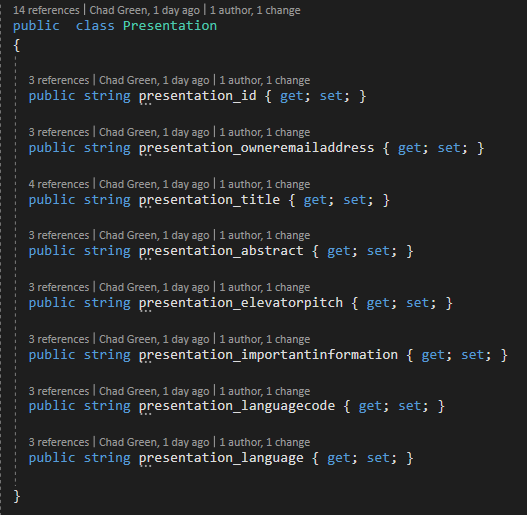 14 references | Chad Green, 1 day ago | 1 author, 1 change
public  class Presentation
{
3 references | Chad Green, 1 day ago | 1 author, 1 change
public string presentation_id { get; set; }
3 references | Chad Green, 1 day ago | 1 author, 1 change
public string presentation_owneremailaddress { get; set; }
4 references | Chad Green, 1 day ago | 1 author, 1 change
public string presentation_title { get; set; }
3 references | Chad Green, 1 day ago | 1 author, 1 change
public string presentation_abstract { get; set; }
3 references | Chad Green, 1 day ago | 1 author, 1 change
public string presentation_elevatorpitch { get; set; }
3 references | Chad Green, 1 day ago | 1 author, 1 change
public string presentation_importantinformation { get; set; }
3 references | Chad Green, 1 day ago | 1 author, 1 change
public string presentation_languagecode { get; set; }
3 references | Chad Green, 1 day ago | 1 author, 1 change
public string presentation_language { get; set; }
}